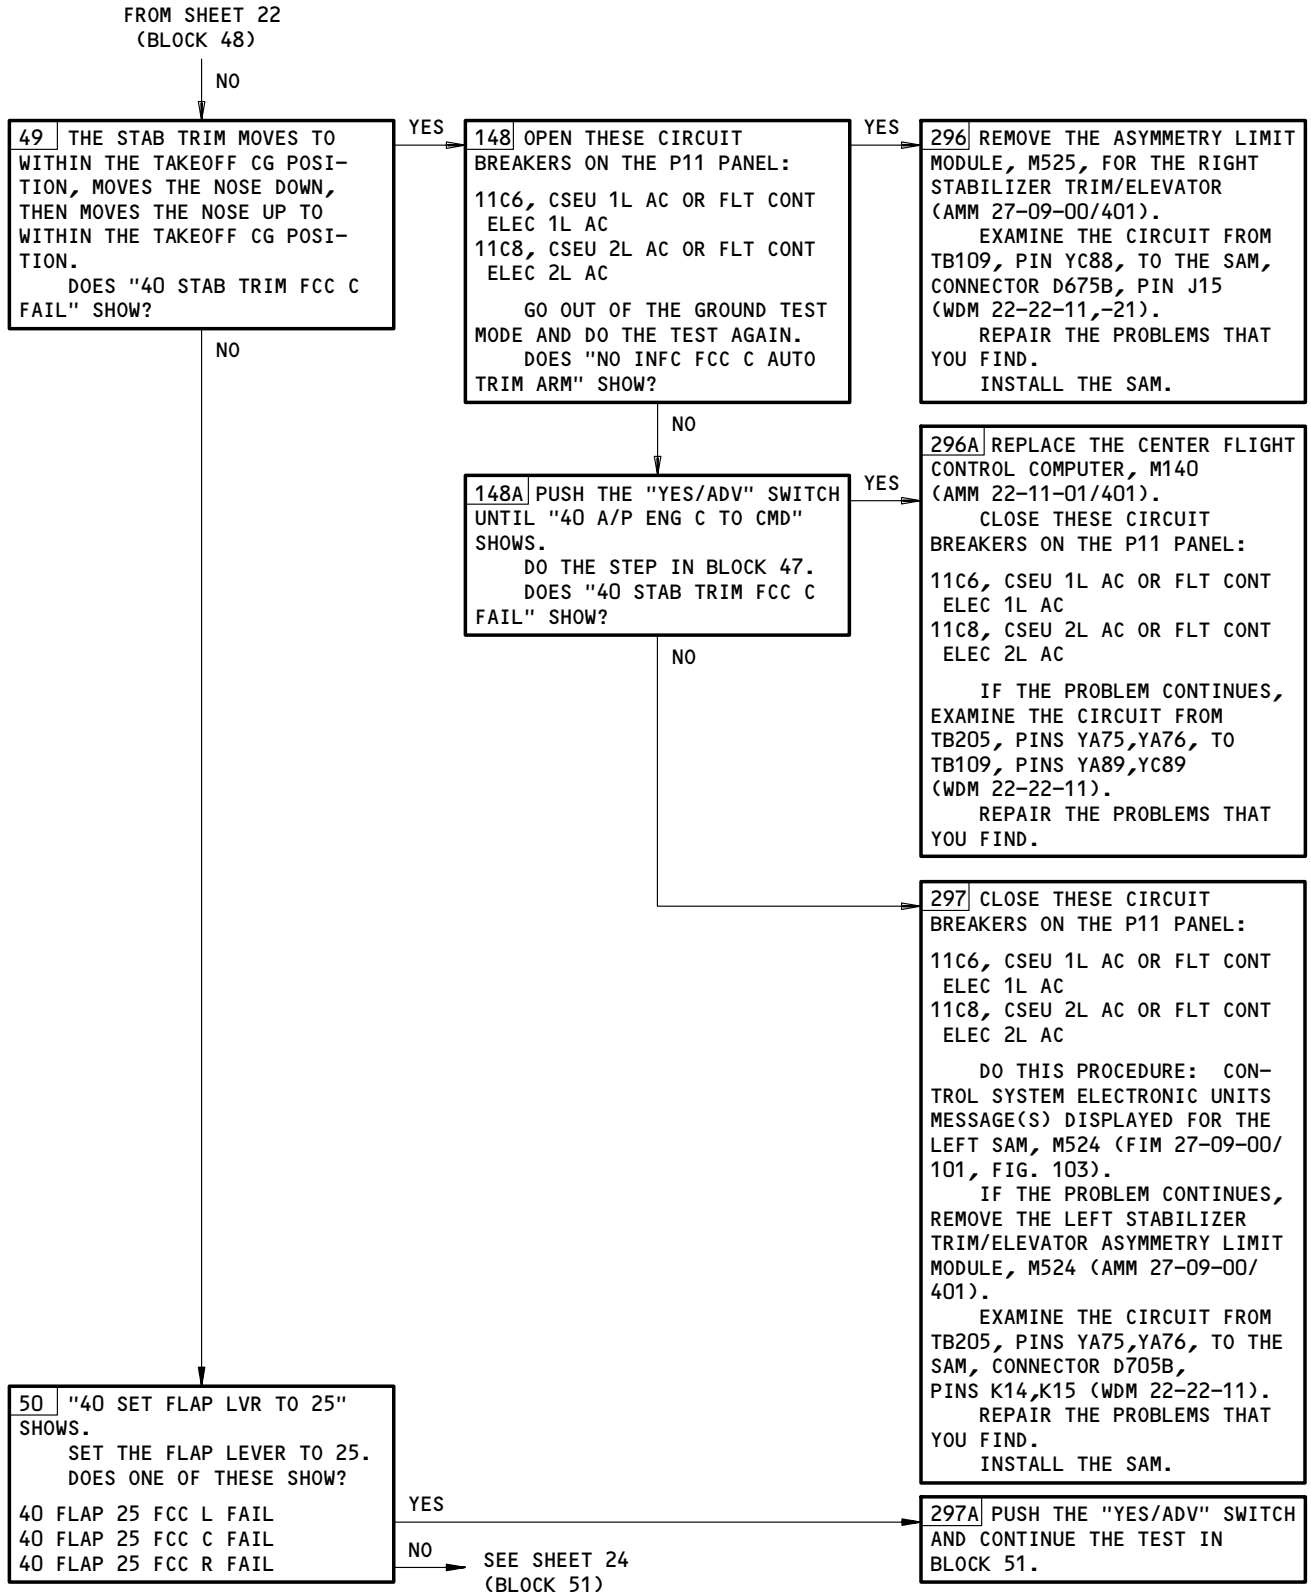 FROM SHEET 22
(BLOCK 48)
NO
49 THE STAB TRIM MOVES TO
WITHIN THE TAKEOFF CG POSI-
TION, MOVES THE NOSE DOWN,
THEN MOVES THE NOSE UP TO
WITHIN THE TAKEOFF CG POSI-
TION.
DOES "40 STAB TRIM FCC C
FAIL" SHOW?
YES
NO
148 OPEN THESE CIRCUIT
BREAKERS ON THE P11 PANEL:
11C6, CSEU 1L AC OR FLT CONT
ELEC 1L AC
11C8, CSEU 2L AC OR FLT CONT
ELEC 2L AC
GO OUT OF THE GROUND TEST
MODE AND DO THE TEST AGAIN.
DOES "NO INFC FCC C AUTO
TRIM ARM" SHOW?
YES
NO
296 REMOVE THE ASYMMETRY LIMIT
MODULE, M525, FOR THE RIGHT
STABILIZER TRIM/ELEVATOR
(AMM 27-09-00/401).
EXAMINE THE CIRCUIT FROM
TB109, PIN YC88, TO THE SAM,
CONNECTOR D675B, PIN J15
(WDM 22-22-11,-21).
REPAIR THE PROBLEMS THAT
YOU FIND.
INSTALL THE SAM.
148A PUSH THE "YES/ADV" SWITCH
UNTIL "40 A/P ENG C TO CMD"
SHOWS.
DO THE STEP IN BLOCK 47.
DOES "40 STAB TRIM FCC C
FAIL" SHOW?
YES
NO
296A REPLACE THE CENTER FLIGHT
CONTROL COMPUTER, M140
(AMM 22-11-01/401).
CLOSE THESE CIRCUIT
BREAKERS ON THE P11 PANEL:
11C6, CSEU 1L AC OR FLT CONT
ELEC 1L AC
11C8, CSEU 2L AC OR FLT CONT
ELEC 2L AC
IF THE PROBLEM CONTINUES,
EXAMINE THE CIRCUIT FROM
TB205, PINS YA75,YA76, TO
TB109, PINS YA89,YC89
(WDM 22-22-11).
REPAIR THE PROBLEMS THAT
YOU FIND.
297 CLOSE THESE CIRCUIT
BREAKERS ON THE P11 PANEL:
11C6, CSEU 1L AC OR FLT CONT
ELEC 1L AC
11C8, CSEU 2L AC OR FLT CONT
ELEC 2L AC
DO THIS PROCEDURE: CON-
TROL SYSTEM ELECTRONIC UNITS
MESSAGE(S) DISPLAYED FOR THE
LEFT SAM, M524 (FIM 27-09-00/
101, FIG. 103).
IF THE PROBLEM CONTINUES,
REMOVE THE LEFT STABILIZER
TRIM/ELEVATOR ASYMMETRY LIMIT
MODULE, M524 (AMM 27-09-00/
401).
EXAMINE THE CIRCUIT FROM
TB205, PINS YA75,YA76, TO THE
SAM, CONNECTOR D705B,
PINS K14,K15 (WDM 22-22-11).
REPAIR THE PROBLEMS THAT
YOU FIND.
INSTALL THE SAM.
50 "40 SET FLAP LVR TO 25"
SHOWS.
SET THE FLAP LEVER TO 25.
DOES ONE OF THESE SHOW?
40 FLAP 25 FCC L FAIL
40 FLAP 25 FCC C FAIL
40 FLAP 25 FCC R FAIL
YES
NO
SEE SHEET 24
(BLOCK 51)
297A PUSH THE "YES/ADV" SWITCH
AND CONTINUE THE TEST IN
BLOCK 51.